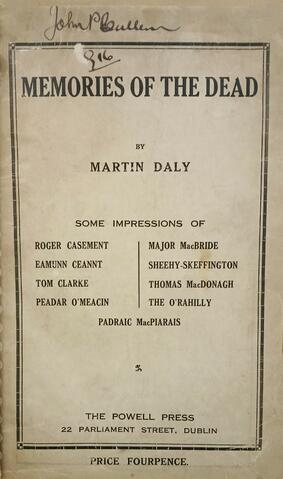 John P Cullen
916
MEMORIES OF THE DEAD
BY
MARTIN DALY
SOME IMPRESSIONS OF
ROGER CASEMENT
EAMUNN CEANNT
TOM CLARKE
PEADAR O'MEACIN
MAJOR MacBRIDE
SHEEHY-SKEFFINGTON
THOMAS MacDONAGH
THE O'RAHILLY
PADRAIC MacPIARAIS
THE POWELL PRESS
22 PARLIAMENT STREET, DUBLIN
PRICE FOURPENCE.